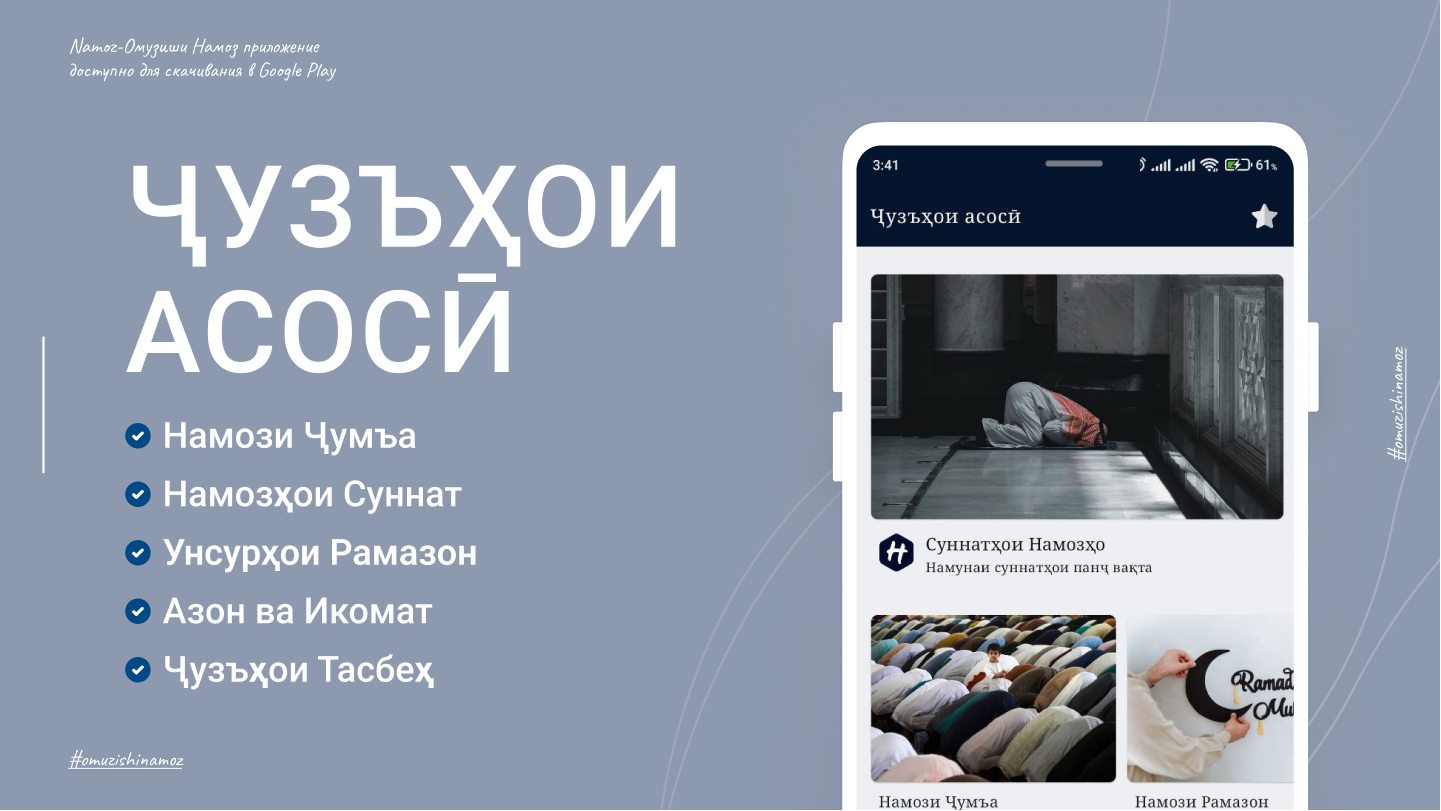 Namoz-Омузиши Намоз приложение
доступно для скачивания в Google Play
ҶУЗЪҲОИ
АСОСӢ
Намози Ҷумъа
Намозҳои Суннат
Унсурҳои Рамазон
Азон ва Икомат
Ҷузъҳои Тасбеҳ
#omuzishinamoz
3:41
61%
Ҷузъҳои асосӣ
Суннатҳои Намозҳо
Намунаи суннатҳои панҷ вақта
Намози Ҷумъа
Намози Рамазон
#omuzishinamoz